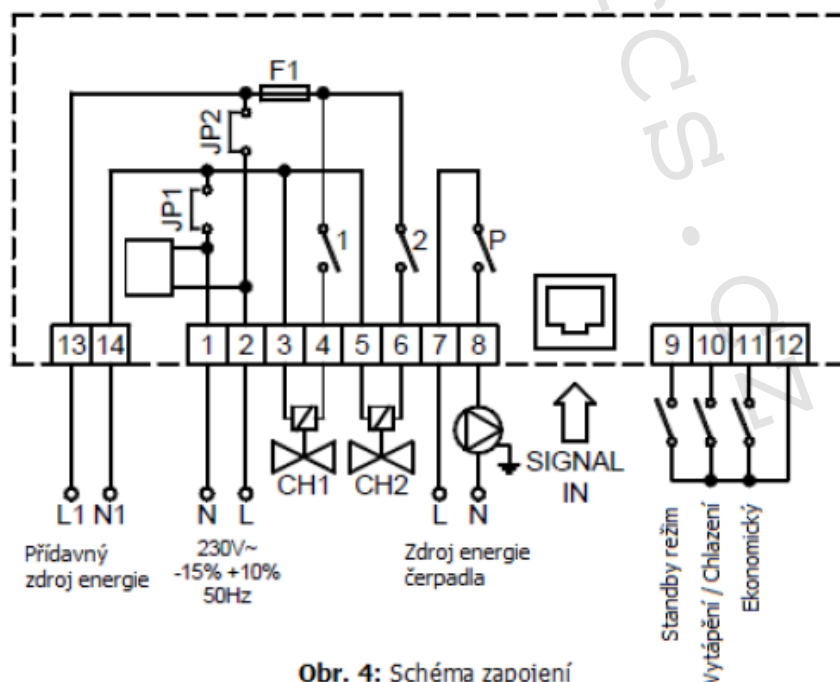 F1
JP2
JP1
1
2
P
13 14
1 2 3 4 5 6 7 8
9 10 11 12
CH1
CH2
SIGNAL
IN
L1 N1
N L
L N
Přídavný
zdroj energie
230V~
-15% +10%
50Hz
Zdroj energie
čerpadla
Standby režim
Vytápění / Chlazení
Ekonomický
Obr. 4: Schéma zapojení